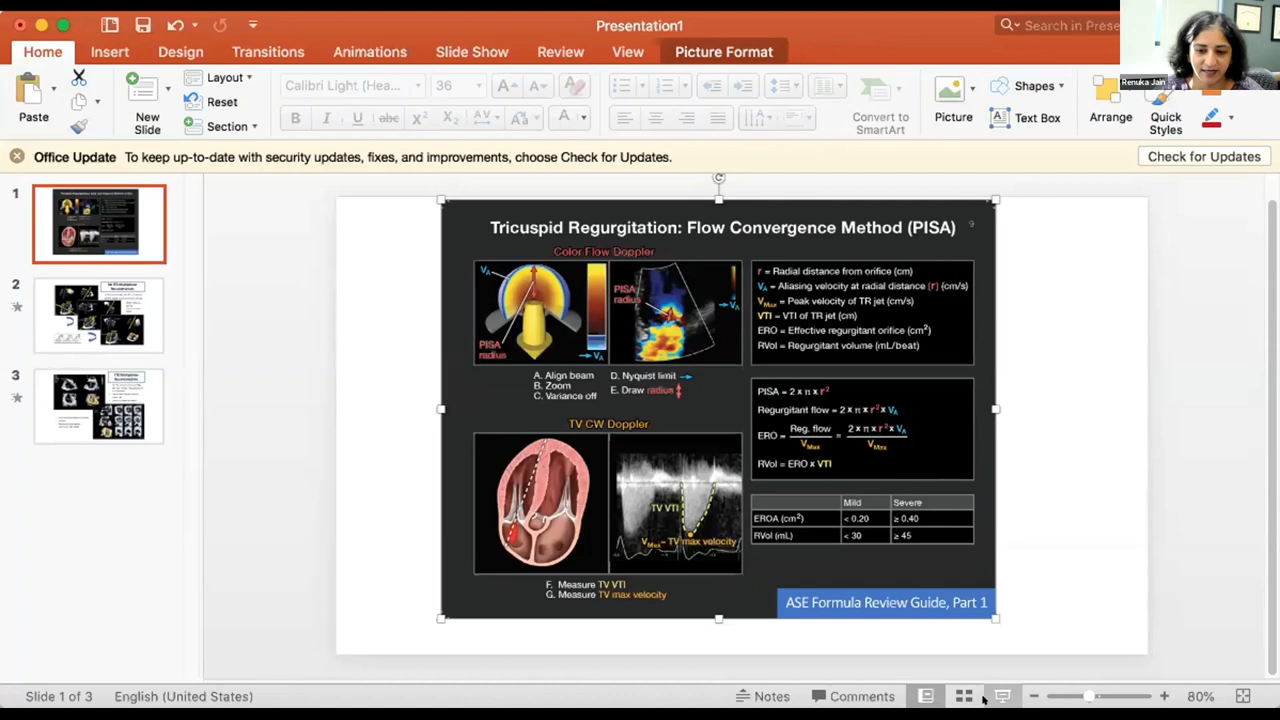 Presentation1
Search in Prese
Renuka Jain
Home Insert Design Transitions Animations Slide Show Review View Picture Format
Paste
New
Slide
Layout
Reset
Section
Calibri Light (Hea...
36
Convert to
SmartArt
Picture
Shapes
Text Box
Arrange
Quick
Styles
Office Update To keep up-to-date with security updates, fixes, and improvements, choose Check for Updates.
Check for Updates
1
2
3
Tricuspid Regurgitation: Flow Convergence Method (PISA)
Color Flow Doppler
VA
PISA
radius
VA
PISA
radius
VA
A. Align beam
B. Zoom
C. Variance off
D. Nyquist limit
E. Draw radius
TV CW Doppler
TV VTI
VMax= TV max velocity
F. Measure TV VTI
G. Measure TV max velocity
r = Radial distance from orifice (cm)
VA = Aliasing velocity at radial distance (r) (cm/s)
VMax = Peak velocity of TR jet (cm/s)
VTI = VTI of TR jet (cm)
ERO = Effective regurgitant orifice (cm²)
RVol = Regurgitant volume (mL/beat)
PISA = 2 x π x r²
Regurgitant flow = 2 x π x r² x VA
ERO = Reg. flow / VMax = 2 x π x r² x VA / VMax
RVol = ERO x VTI
Mild Severe
EROA (cm²) < 0.20 ≥ 0.40
RVol (mL) < 30 ≥ 45
ASE Formula Review Guide, Part 1
Slide 1 of 3 English (United States)
Notes Comments
80%